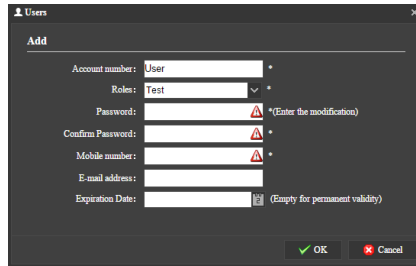 Users
Add
Account number: User *
Roles: Test *
Password: *(Enter the modification)
Confirm Password: *
Mobile number: *
E-mail address:
Expiration Date: (Empty for permanent validity)
OK Cancel